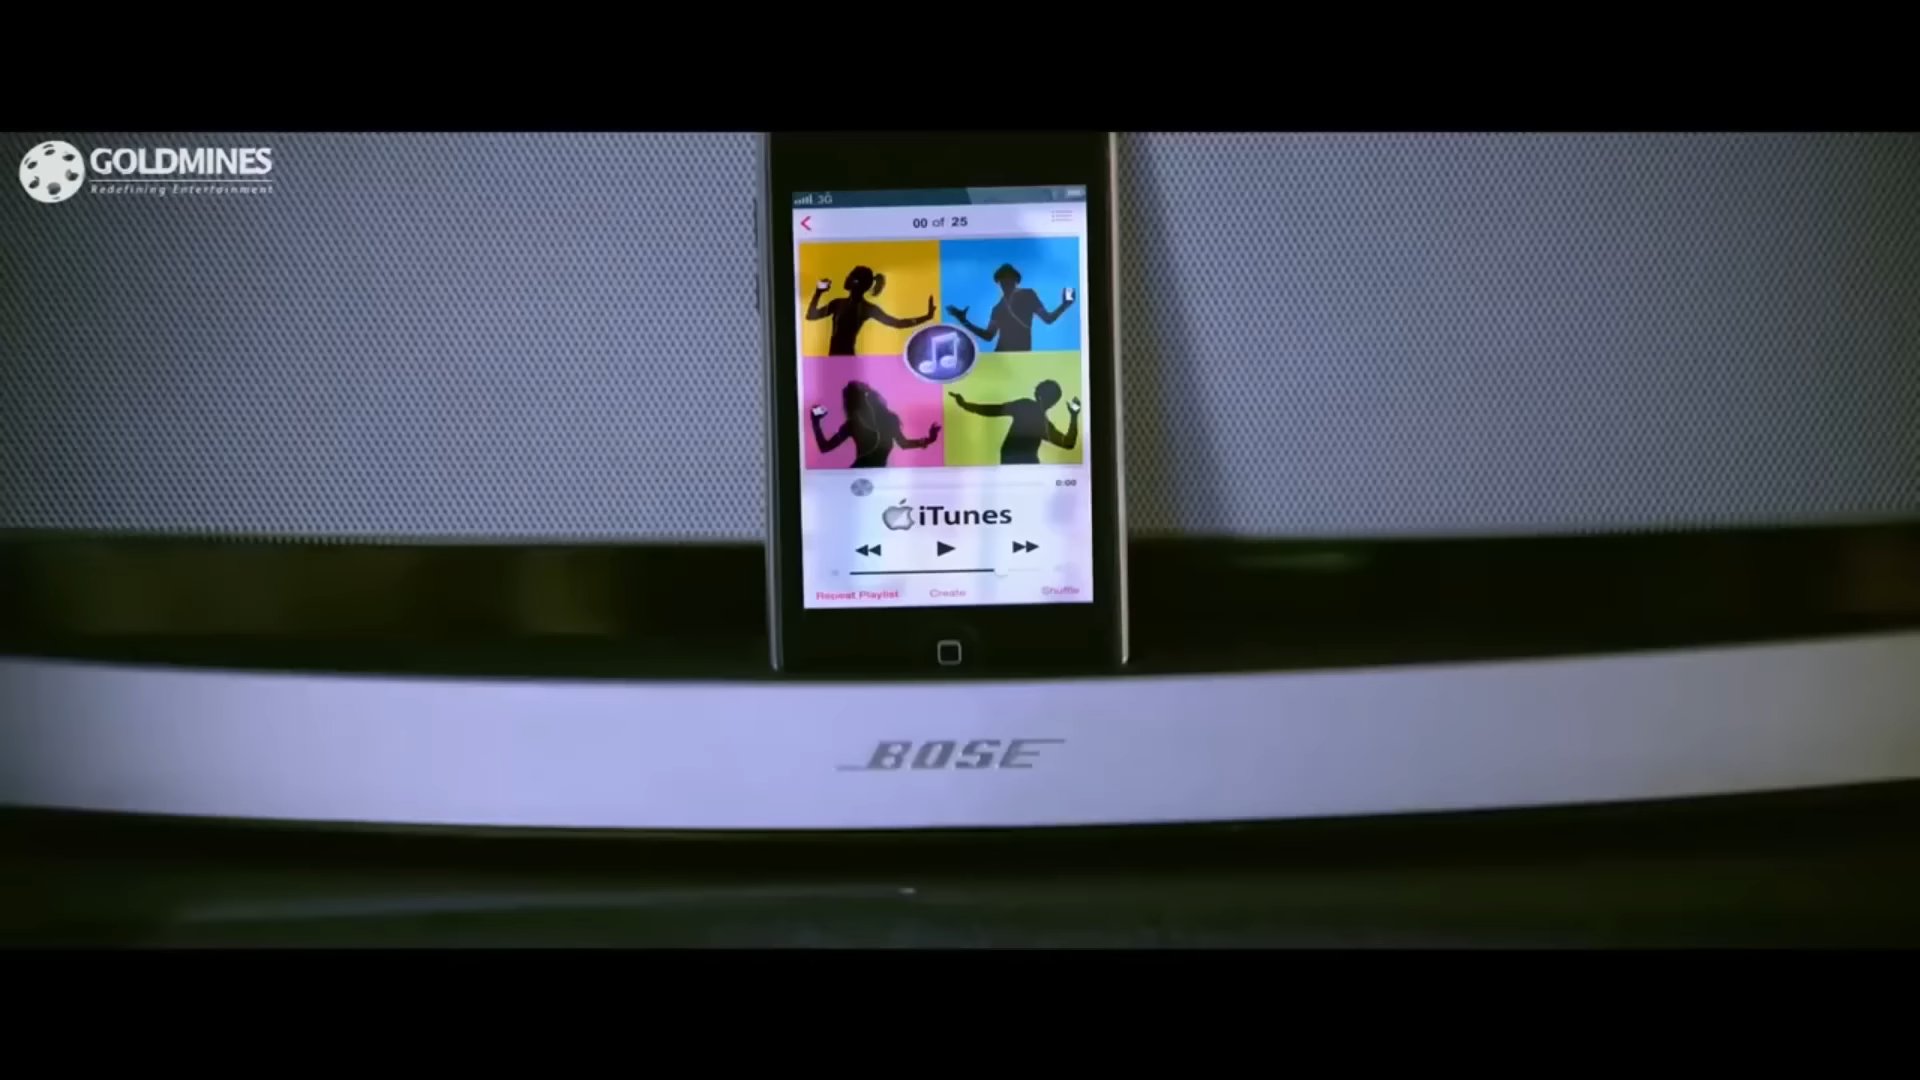 GOLDMINES
Redefining Entertainment
3G
00 of 25
0:00
iTunes
Repeat Playlist
Create
Shuffle
BOSE